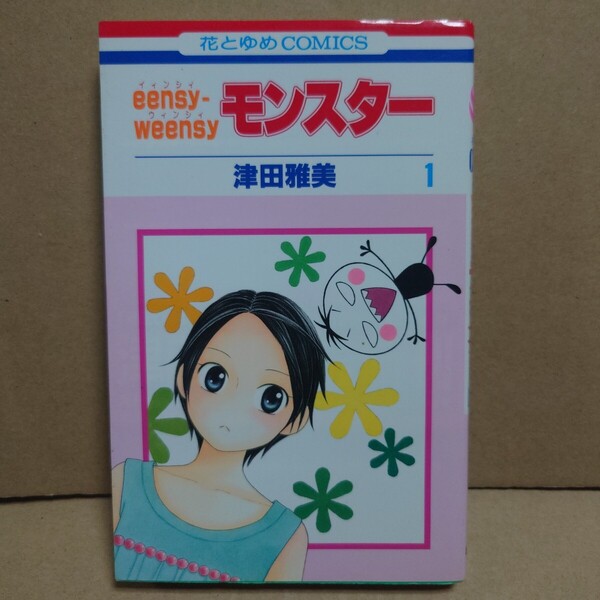 花とゆめCOMICS
イィンシィ
eensy-
ウィンシィ
weensy
モンスター
津田雅美 1